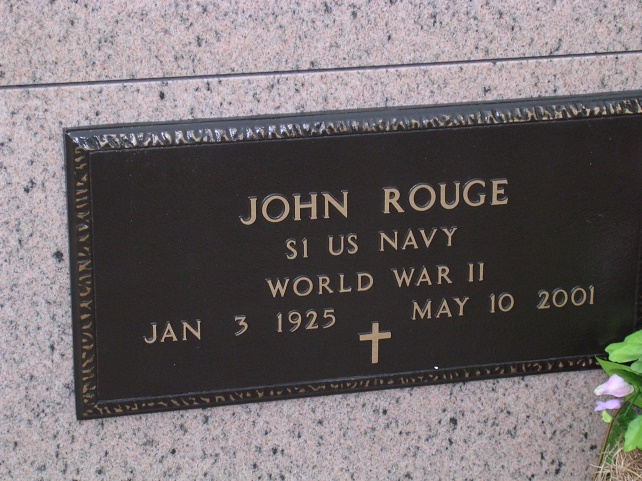 JOHN ROUGE
S1 US NAVY
WORLD WAR II
JAN 3 1925 MAY 10 2001